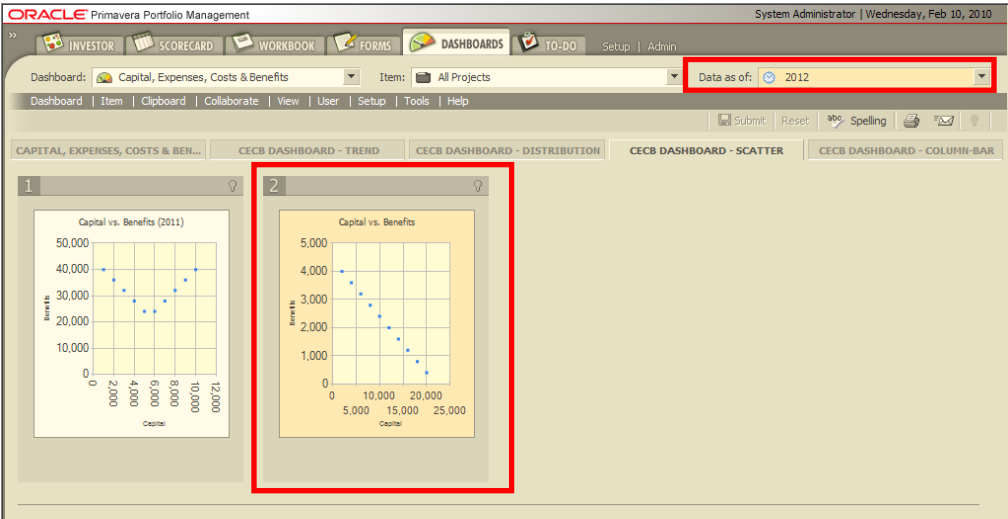 ORACLE Primavera Portfolio Management
System Administrator | Wednesday, Feb 10, 2010
» INVESTOR SCORECARD WORKBOOK FORMS DASHBOARDS TO-DO Setup | Admin
Dashboard: Capital, Expenses, Costs & Benefits Item: All Projects Data as of: 2012
Dashboard | Item | Clipboard | Collaborate | View | User | Setup | Tools | Help
Submit Reset abc Spelling
CAPITAL, EXPENSES, COSTS & BEN... CECB DASHBOARD - TREND CECB DASHBOARD - DISTRIBUTION CECB DASHBOARD - SCATTER CECB DASHBOARD - COLUMN-BAR
1
Capital vs. Benefits (2011)
50,000
40,000
30,000
20,000
10,000
0
Benefits
0 2,000 4,000 6,000 8,000 10,000 12,000
Capital
2
Capital vs. Benefits
5,000
4,000
3,000
2,000
1,000
0
Benefits
0 10,000 20,000
5,000 15,000 25,000
Capital